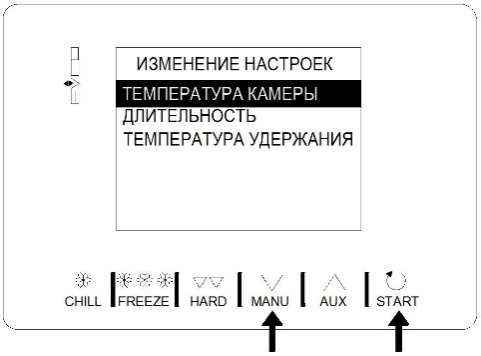 ИЗМЕНЕНИЕ НАСТРОЕК
ТЕМПЕРАТУРА КАМЕРЫ
ДЛИТЕЛЬНОСТЬ
ТЕМПЕРАТУРА УДЕРЖАНИЯ
CHILL FREEZE HARD MANU AUX START